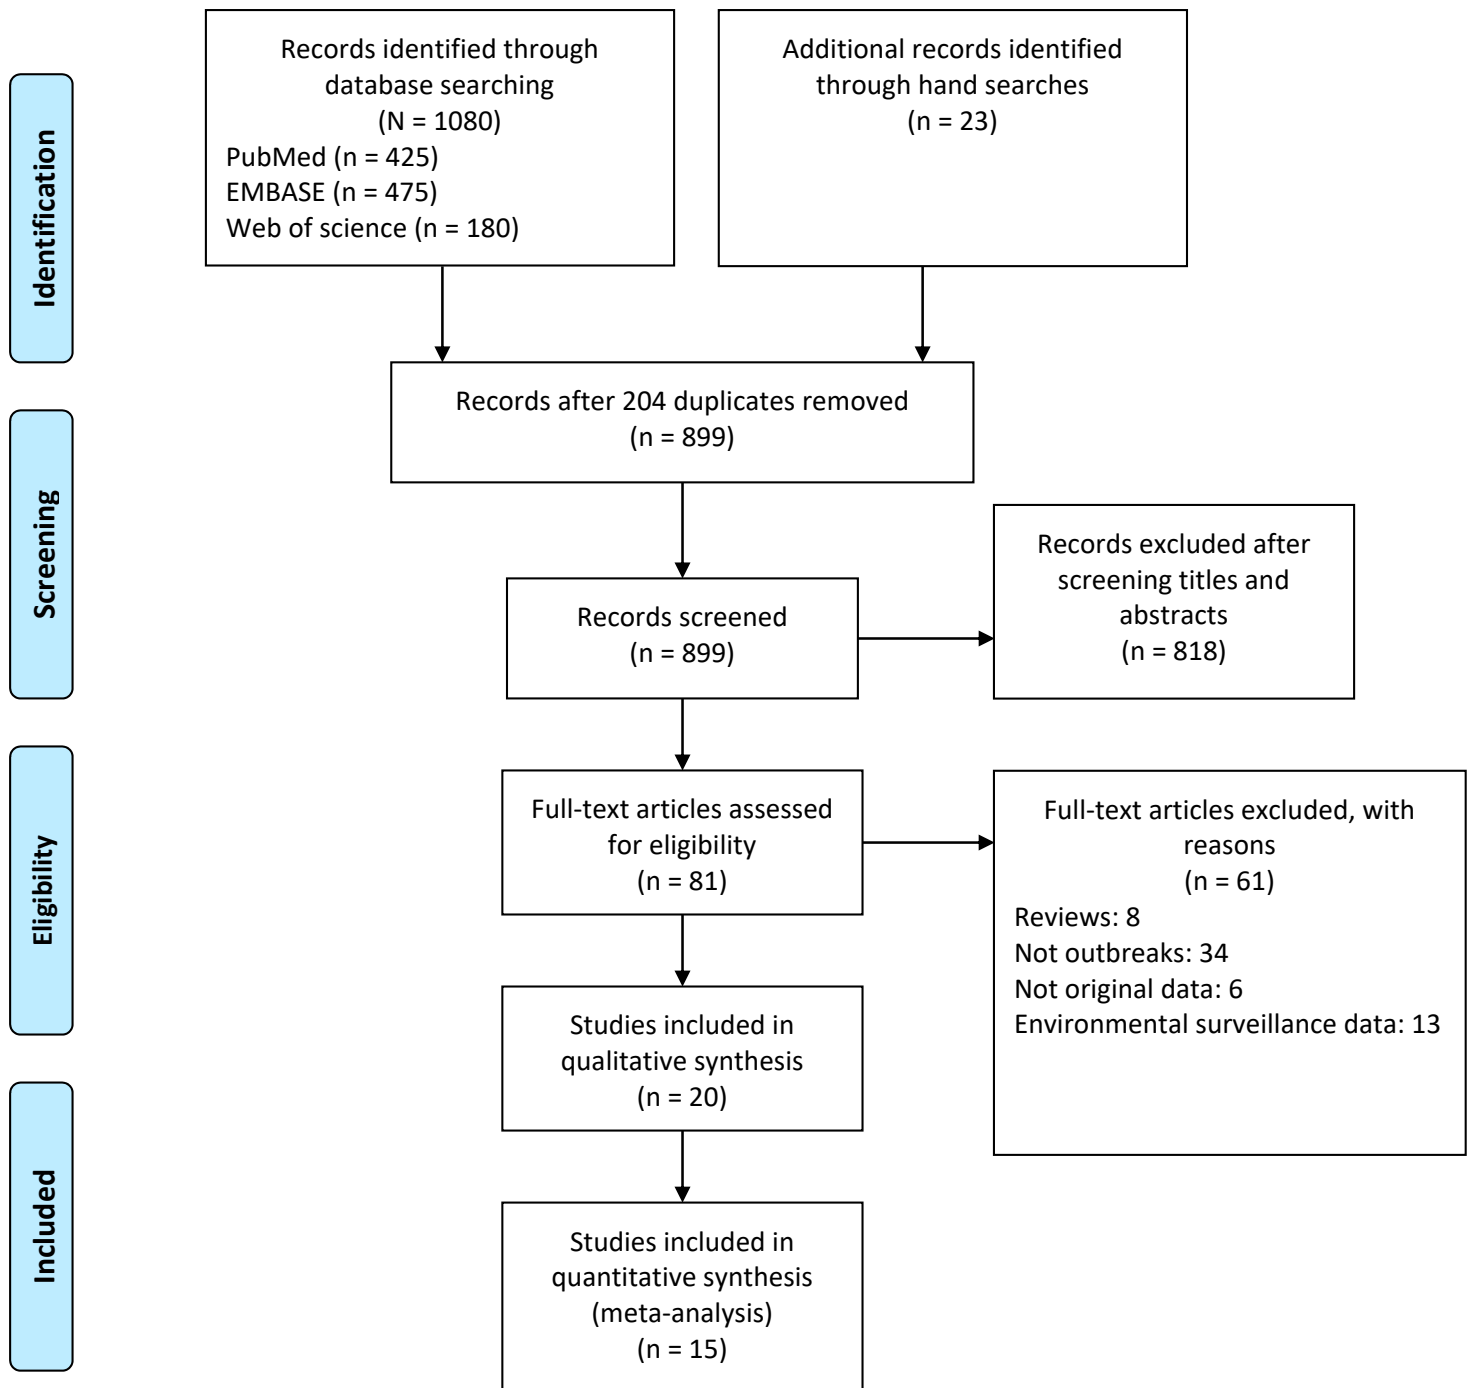 Identification
Records identified through
database searching
(N = 1080)
PubMed (n = 425)
EMBASE (n = 475)
Web of science (n = 180)
Additional records identified
through hand searches
(n = 23)
Records after 204 duplicates removed
(n = 899)
Screening
Records screened
(n = 899)
Records excluded after
screening titles and
abstracts
(n = 818)
Eligibility
Full-text articles assessed
for eligibility
(n = 81)
Full-text articles excluded, with
reasons
(n = 61)
Reviews: 8
Not outbreaks: 34
Not original data: 6
Environmental surveillance data: 13
Studies included in
qualitative synthesis
(n = 20)
Included
Studies included in
quantitative synthesis
(meta-analysis)
(n = 15)